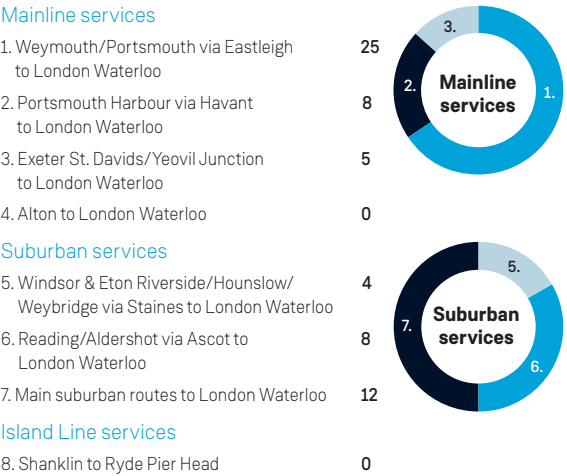 Mainline services
1. Weymouth/Portsmouth via Eastleigh
to London Waterloo 25
2. Portsmouth Harbour via Havant
to London Waterloo 8
3. Exeter St. Davids/Yeovil Junction
to London Waterloo 5
4. Alton to London Waterloo 0
3.
2.
Mainline
services
1.
Suburban services
5. Windsor & Eton Riverside/Hounslow/
Weybridge via Staines to London Waterloo 4
6. Reading/Aldershot via Ascot to
London Waterloo 8
7. Main suburban routes to London Waterloo 12
5.
7.
Suburban
services
6.
Island Line services
8. Shanklin to Ryde Pier Head 0